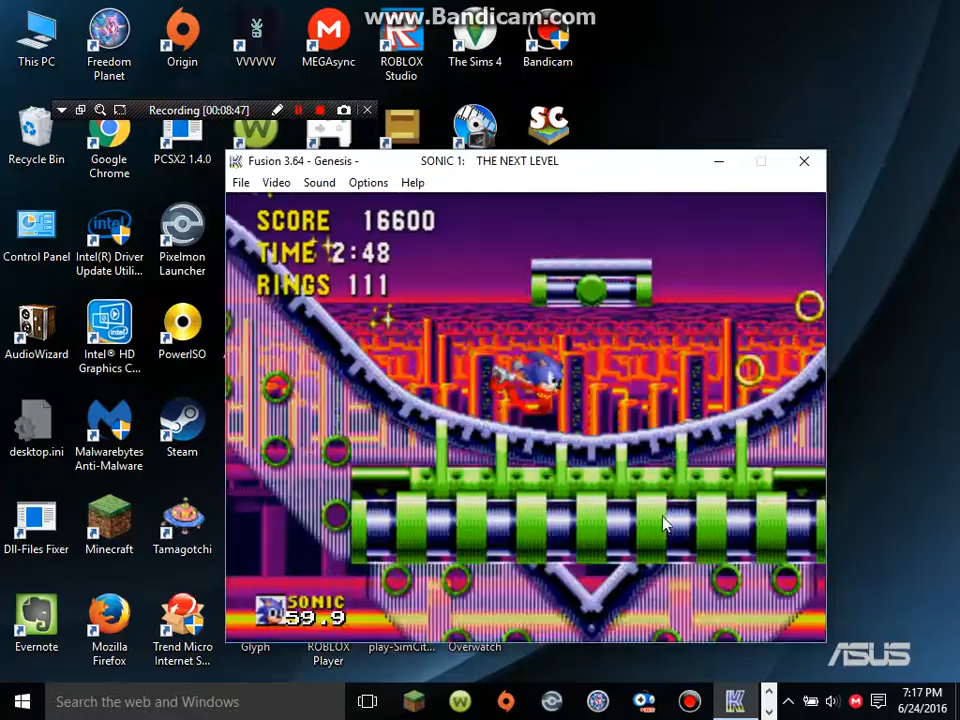 www.Bandicam.com
This PC
Freedom
Planet
Origin
VVVVVV
MEGAsync
ROBLOX
Studio
The Sims 4
Bandicam
Recording [00:08:47]
Recycle Bin
Google
Chrome
PCSX2 1.4.0
SC
Fusion 3.64 - Genesis -
SONIC 1: THE NEXT LEVEL
File Video Sound Options Help
SCORE 16600
TIME 2:48
RINGS 111
Control Panel
Intel(R) Driver
Update Utili...
Pixelmon
Launcher
AudioWizard
Intel® HD
Graphics C...
PowerISO
desktop.ini
Malwarebytes
Anti-Malware
Steam
Dll-Files Fixer
Minecraft
Tamagotchi
SONIC
59.9
Evernote
Mozilla
Firefox
Trend Micro
Internet S...
Glyph
ROBLOX
Player
play-SimCit...
Overwatch
ASUS
Search the web and Windows
7:17 PM
6/24/2016